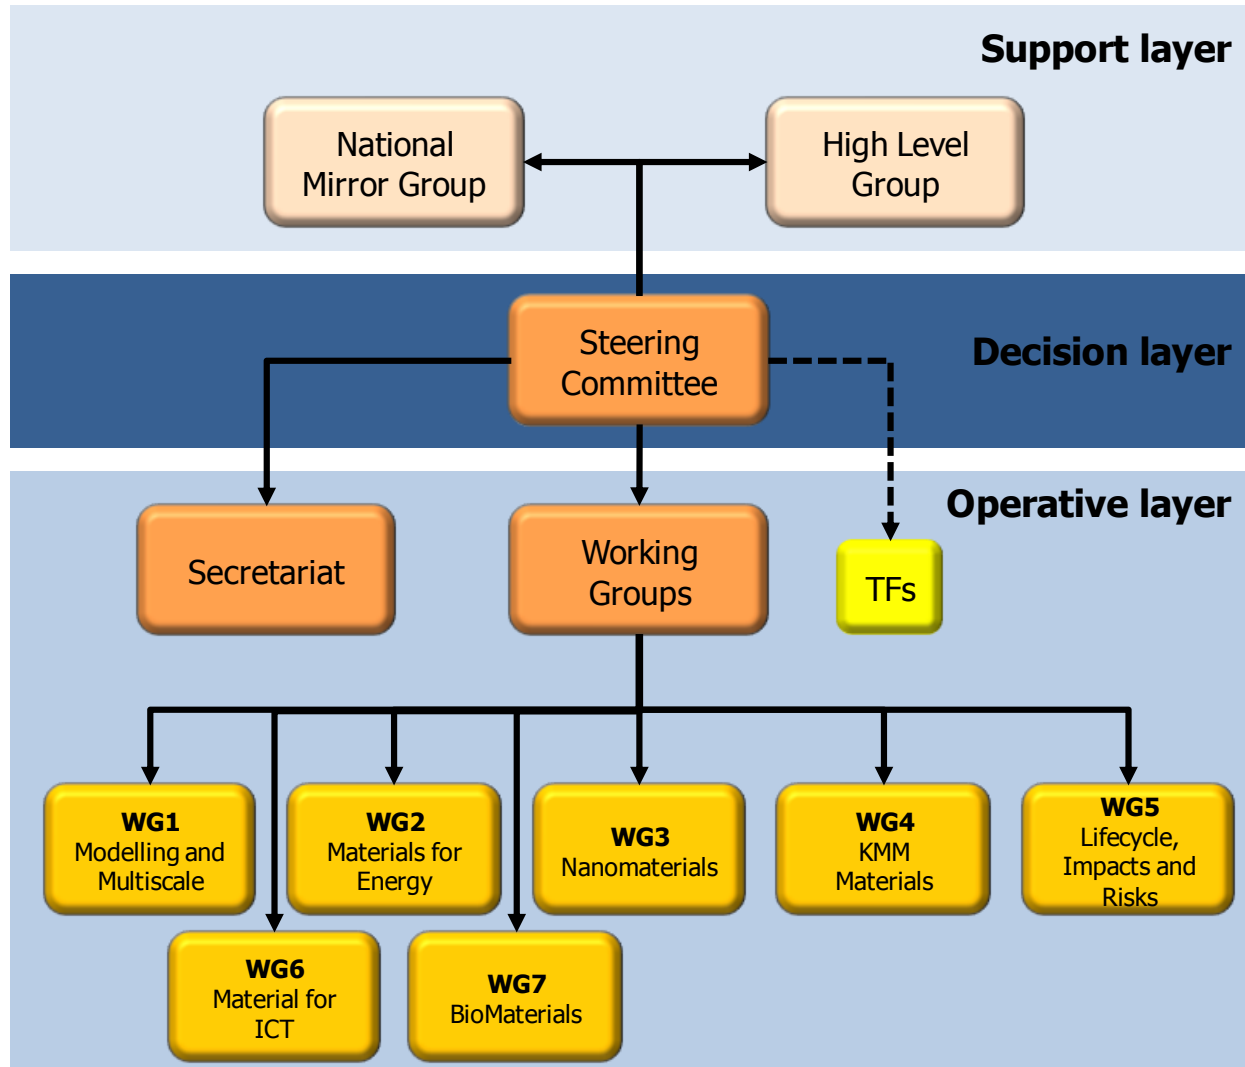 Support layer
National
Mirror Group
High Level
Group
Steering
Committee
Decision layer
Operative layer
Secretariat
Working
Groups
TFs
WG1
Modelling and
Multiscale
WG2
Materials for
Energy
WG3
Nanomaterials
WG4
KMM
Materials
WG5
Lifecycle,
Impacts and
Risks
WG6
Material for
ICT
WG7
BioMaterials